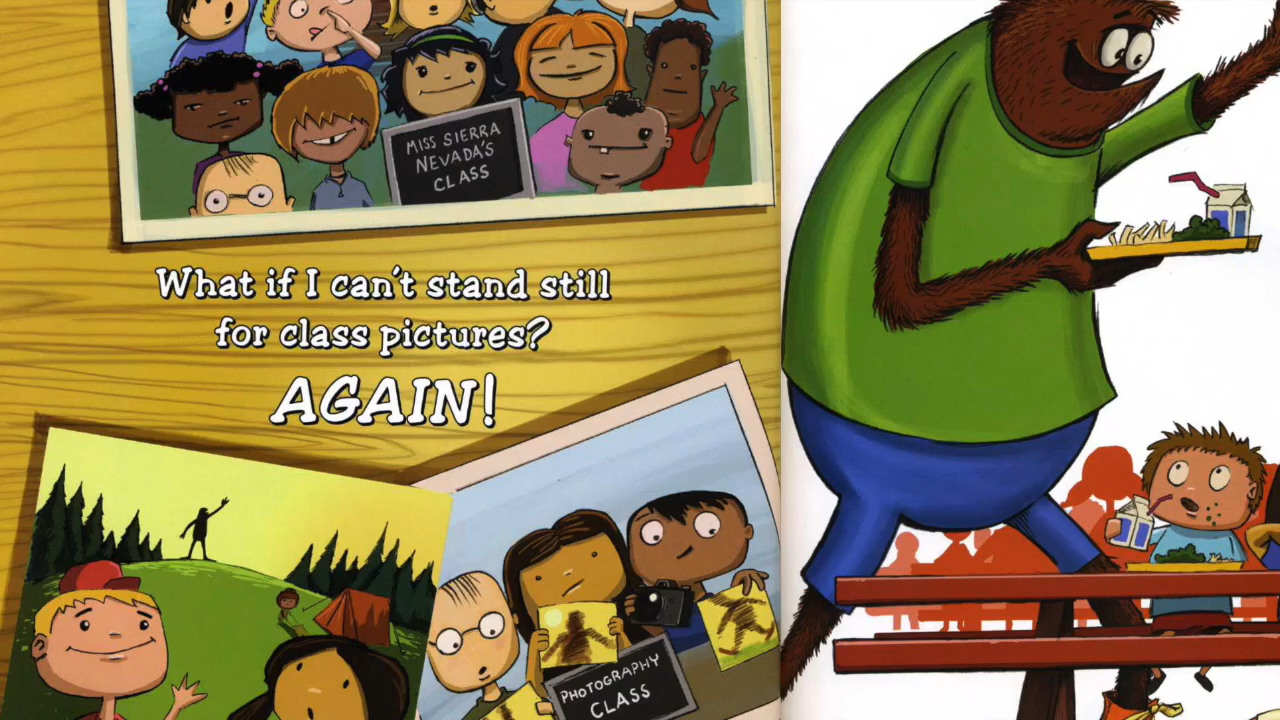 MISS SIERRA
NEVADA'S
CLASS
What if I can't stand still
for class pictures?
AGAIN!
PHOTOGRAPHY
CLASS